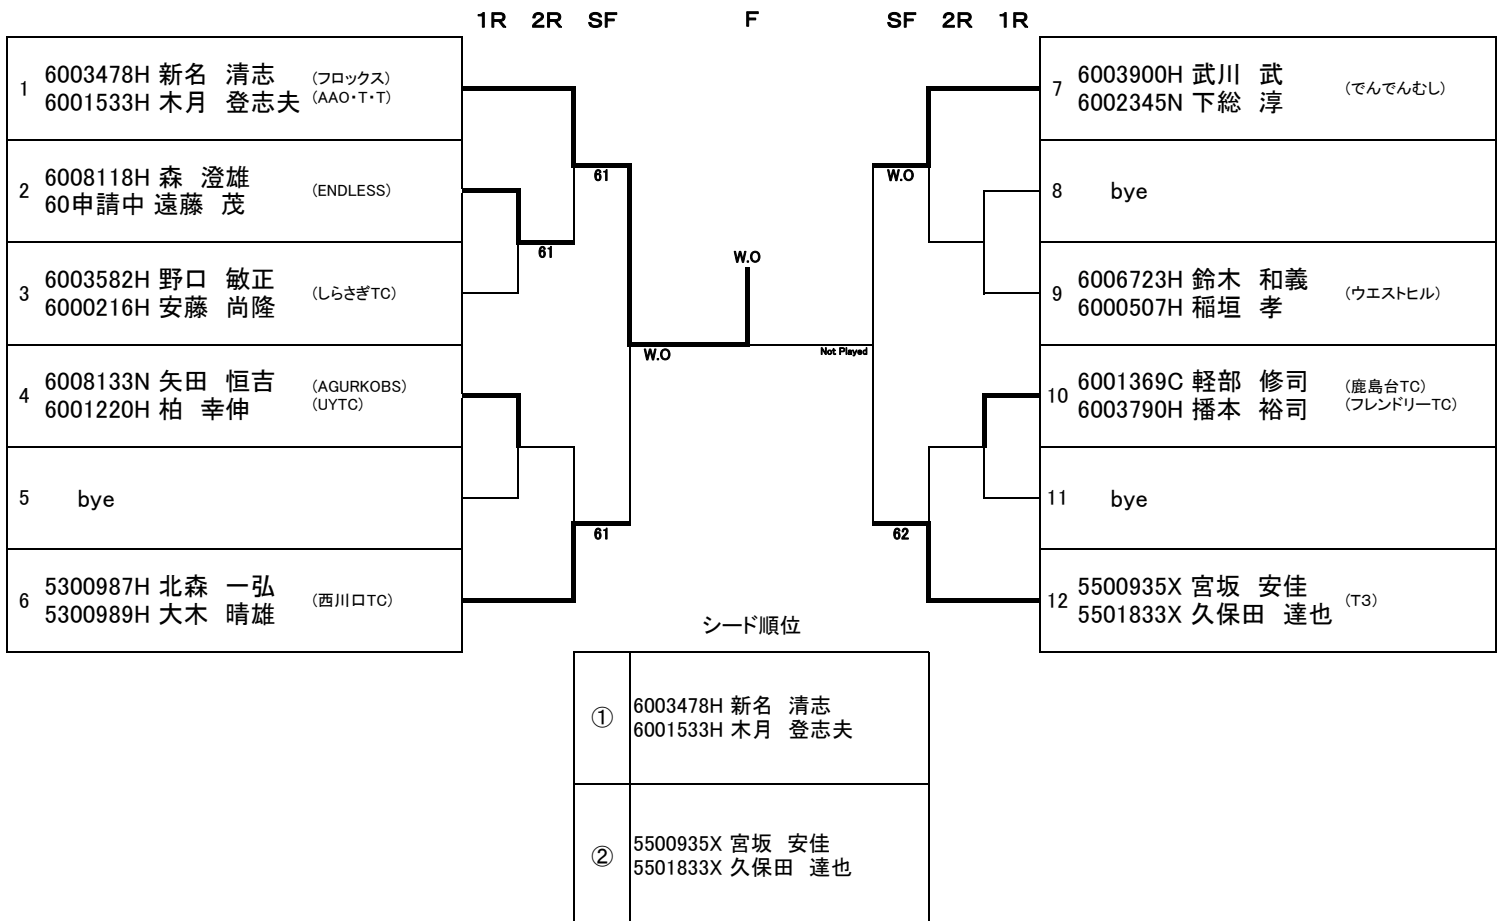 1R 2R SF F SF 2R 1R
1 6003478H 新名 清志 (フロックス)
6001533H 木月 登志夫 (AAO・T・T)
2 6008118H 森 澄雄 (ENDLESS)
60申請中 遠藤 茂
3 6003582H 野口 敏正 (しらさぎTC)
6000216H 安藤 尚隆
4 6008133N 矢田 恒吉 (AGURKOBS)
6001220H 柏 幸伸 (UYTC)
5 bye
6 5300987H 北森 一弘 (西川口TC)
5300989H 大木 晴雄
61
61
W.O
61
W.O
W.O
Not Played
62
7 6003900H 武川 武 (でんでんむし)
6002345N 下総 淳
8 bye
9 6006723H 鈴木 和義 (ウエストヒル)
6000507H 稲垣 孝
10 6001369C 軽部 修司 (鹿島台TC)
6003790H 播本 裕司 (フレンドリーTC)
11 bye
12 5500935X 宮坂 安佳 (T3)
5501833X 久保田 達也
シード順位
① 6003478H 新名 清志
6001533H 木月 登志夫
② 5500935X 宮坂 安佳
5501833X 久保田 達也